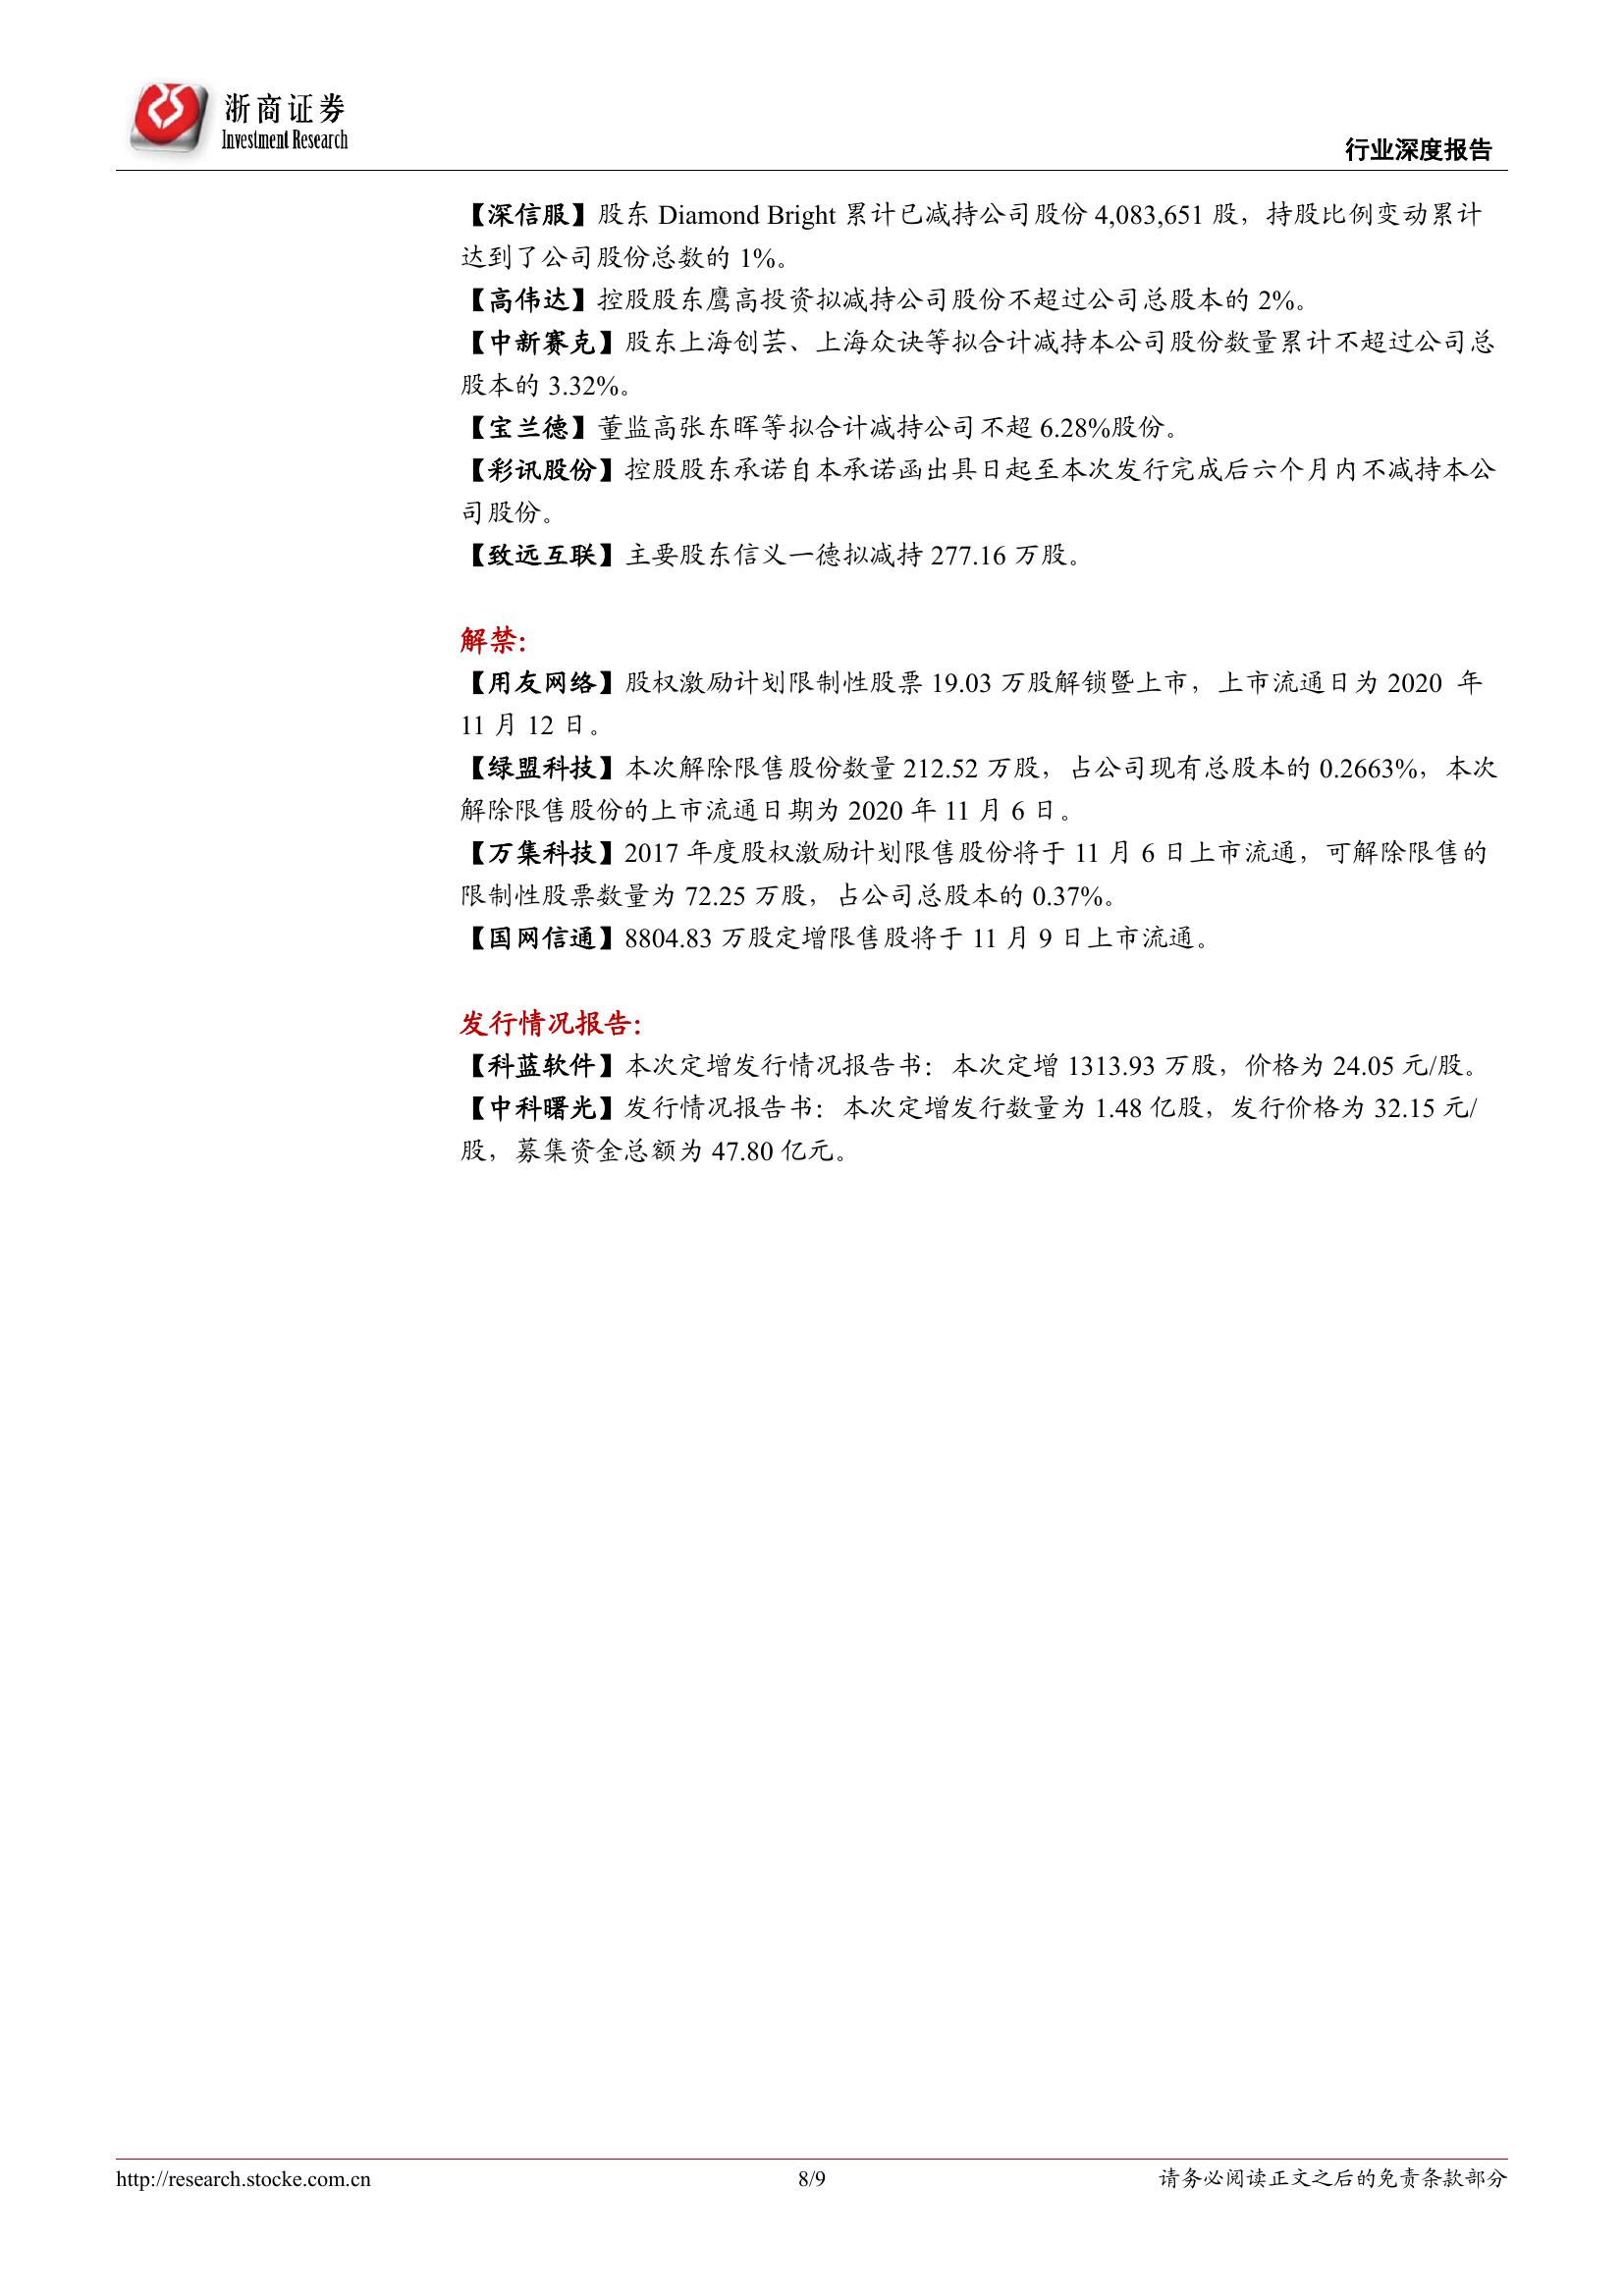 浙商证券
Investment Research
行业深度报告
【深信服】股东 Diamond Bright 累计已减持公司股份 4,083,651 股，持股比例变动累计
达到了公司股份总数的 1%。
【高伟达】控股股东鹰高投资拟减持公司股份不超过公司总股本的 2%。
【中新赛克】股东上海创芸、上海众诀等拟合计减持本公司股份数量累计不超过公司总
股本的 3.32%。
【宝兰德】董监高张东晖等拟合计减持公司不超 6.28%股份。
【彩讯股份】控股股东承诺自本承诺函出具日起至本次发行完成后六个月内不减持本公
司股份。
【致远互联】主要股东信义一德拟减持 277.16 万股。
解禁：
【用友网络】股权激励计划限制性股票 19.03 万股解锁暨上市，上市流通日为 2020 年
11 月 12 日。
【绿盟科技】本次解除限售股份数量 212.52 万股，占公司现有总股本的 0.2663%，本次
解除限售股份的上市流通日期为 2020 年 11 月 6 日。
【万集科技】2017 年度股权激励计划限售股份将于 11 月 6 日上市流通，可解除限售的
限制性股票数量为 72.25 万股，占公司总股本的 0.37%。
【国网信通】8804.83 万股定增限售股将于 11 月 9 日上市流通。
发行情况报告：
【科蓝软件】本次定增发行情况报告书：本次定增 1313.93 万股，价格为 24.05 元/股。
【中科曙光】发行情况报告书：本次定增发行数量为 1.48 亿股，发行价格为 32.15 元/
股，募集资金总额为 47.80 亿元。
http://research.stocke.com.cn
8/9
请务必阅读正文之后的免责条款部分